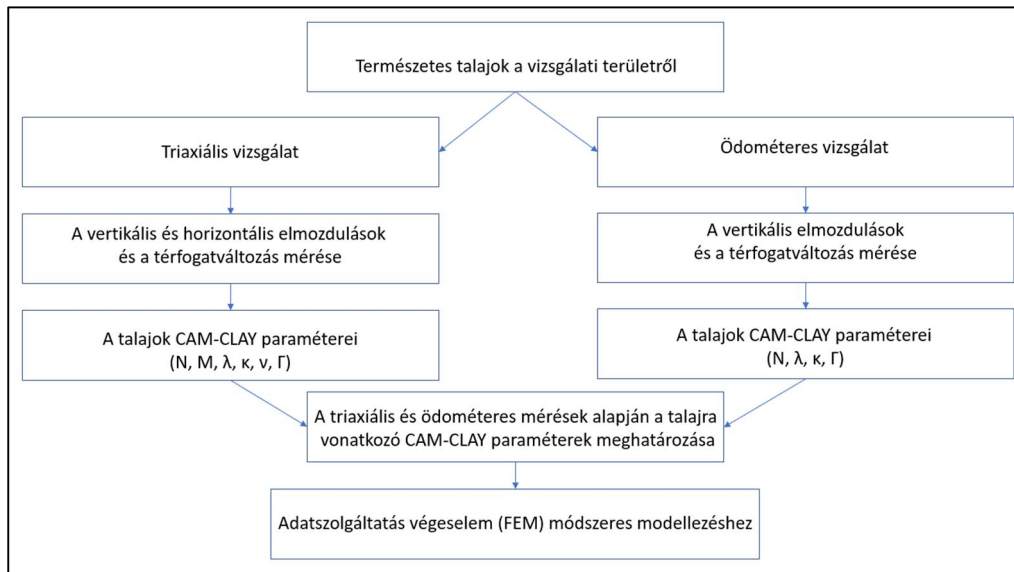 Természetes talajok a vizsgálati területről
Triaxiális vizsgálat
Ödométeres vizsgálat
A vertikális és horizontális elmozdulások
és a térfogatváltozás mérése
A vertikális elmozdulások
és a térfogatváltozás mérése
A talajok CAM-CLAY paraméterei
(N, M, λ, κ, ν, Γ)
A talajok CAM-CLAY paraméterei
(N, λ, κ, Γ)
A triaxiális és ödométeres mérések alapján a talajra
vonatkozó CAM-CLAY paraméterek meghatározása
Adatszolgáltatás végeselem (FEM) módszeres modellezéshez